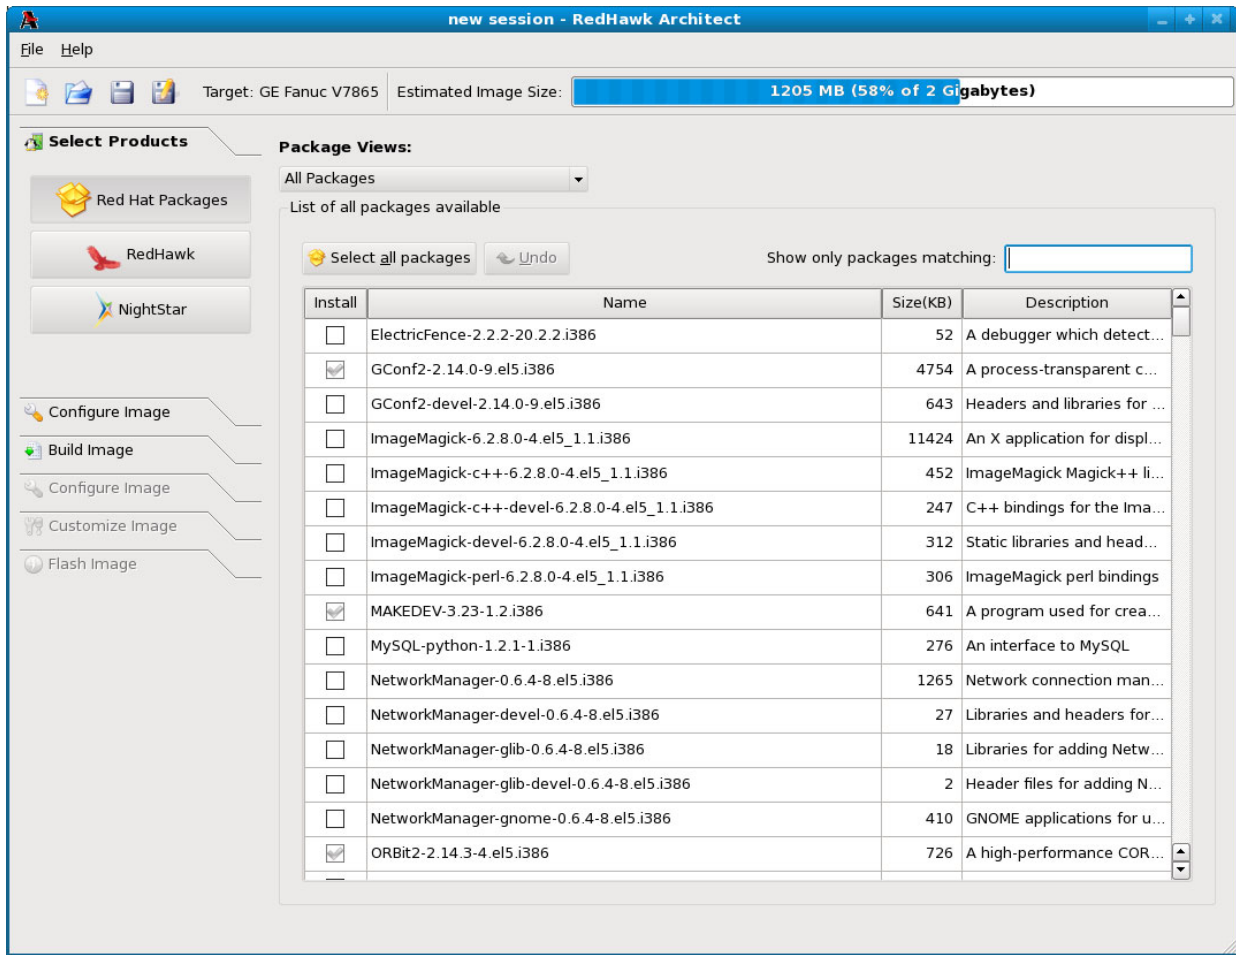 new session - RedHawk Architect
File Help
Target: GE Fanuc V7865 Estimated Image Size: 1205 MB (58% of 2 Gigabytes)
Select Products
Red Hat Packages
RedHawk
NightStar
Configure Image
Build Image
Configure Image
Customize Image
Flash Image
Package Views:
All Packages
List of all packages available
Select all packages Undo Show only packages matching:
Install Name Size(KB) Description
ElectricFence-2.2.2-20.2.2.i386 52 A debugger which detect...
GConf2-2.14.0-9.el5.i386 4754 A process-transparent c...
GConf2-devel-2.14.0-9.el5.i386 643 Headers and libraries for ...
ImageMagick-6.2.8.0-4.el5_1.1.i386 11424 An X application for displ...
ImageMagick-c++-6.2.8.0-4.el5_1.1.i386 452 ImageMagick Magick++ li...
ImageMagick-c++-devel-6.2.8.0-4.el5_1.1.i386 247 C++ bindings for the Ima...
ImageMagick-devel-6.2.8.0-4.el5_1.1.i386 312 Static libraries and head...
ImageMagick-perl-6.2.8.0-4.el5_1.1.i386 306 ImageMagick perl bindings
MAKEDEV-3.23-1.2.i386 641 A program used for crea...
MySQL-python-1.2.1-1.i386 276 An interface to MySQL
NetworkManager-0.6.4-8.el5.i386 1265 Network connection man...
NetworkManager-devel-0.6.4-8.el5.i386 27 Libraries and headers for...
NetworkManager-glib-0.6.4-8.el5.i386 18 Libraries for adding Netw...
NetworkManager-glib-devel-0.6.4-8.el5.i386 2 Header files for adding N...
NetworkManager-gnome-0.6.4-8.el5.i386 410 GNOME applications for u...
ORBit2-2.14.3-4.el5.i386 726 A high-performance COR...